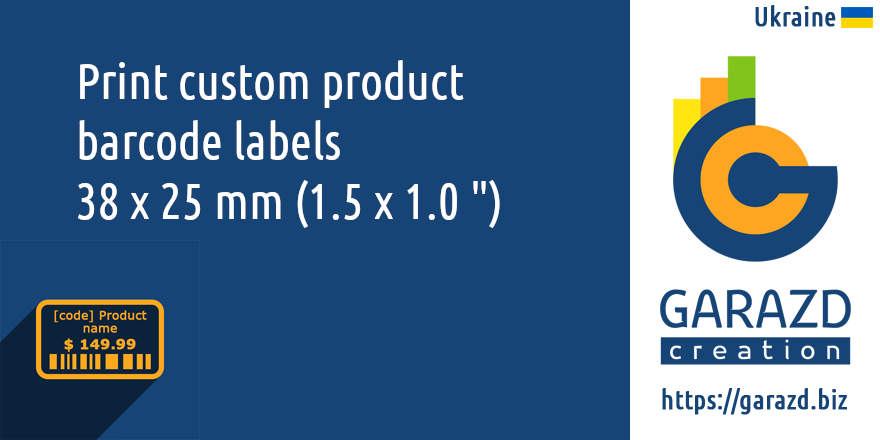 Print custom product
barcode labels
38 x 25 mm (1.5 x 1.0 ")
[code] Product
name
$ 149.99
Ukraine
GARAZD
creation
https://garazd.biz